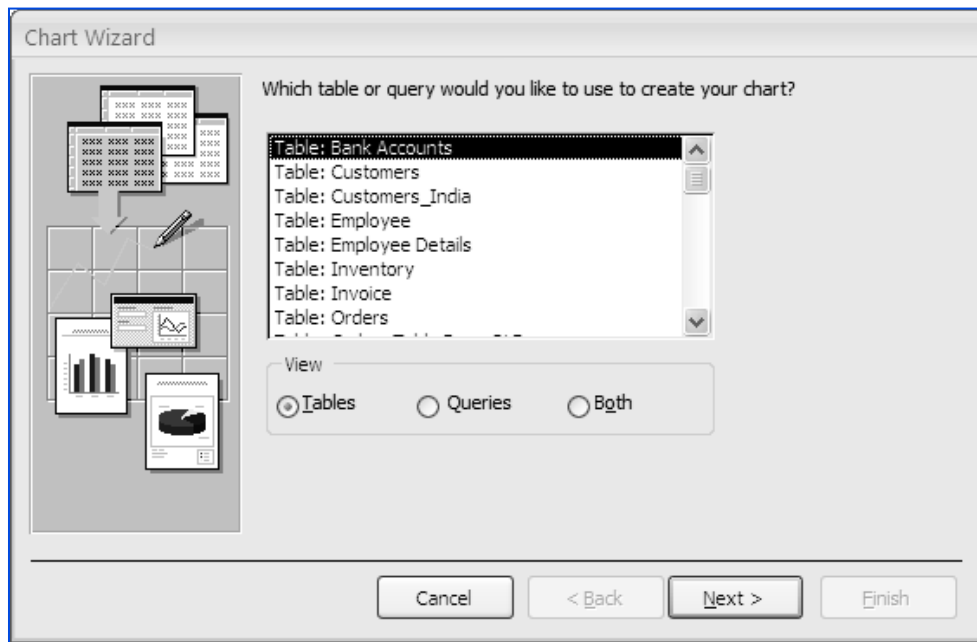 Chart Wizard
Which table or query would you like to use to create your chart?
Table: Bank Accounts
Table: Customers
Table: Customers_India
Table: Employee
Table: Employee Details
Table: Inventory
Table: Invoice
Table: Orders
View
Tables Queries Both
Cancel < Back Next > Finish